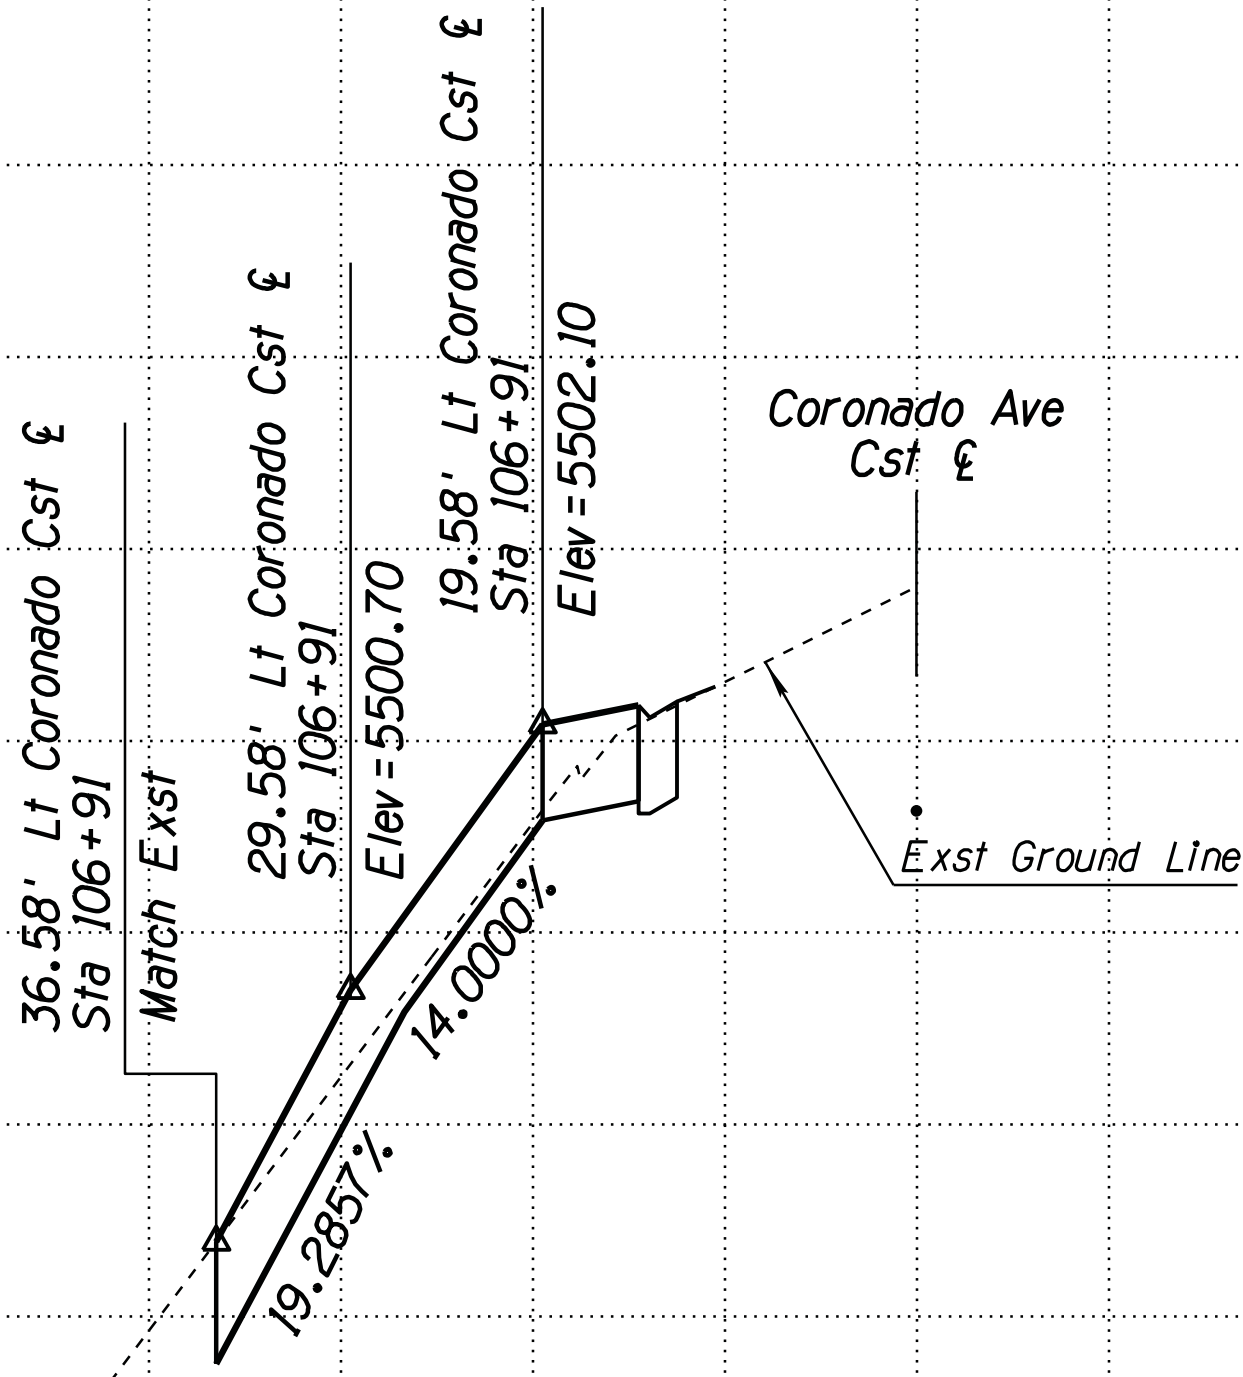 36.58' Lt Coronado Cst ℄
Sta 106+91
Match Exst
29.58' Lt Coronado Cst ℄
Sta 106+91
Elev=5500.70
19.58' Lt Coronado Cst ℄
Sta 106+91
Elev=5502.10
Coronado Ave
Cst ℄
Exst Ground Line
14.0000%
19.2857%